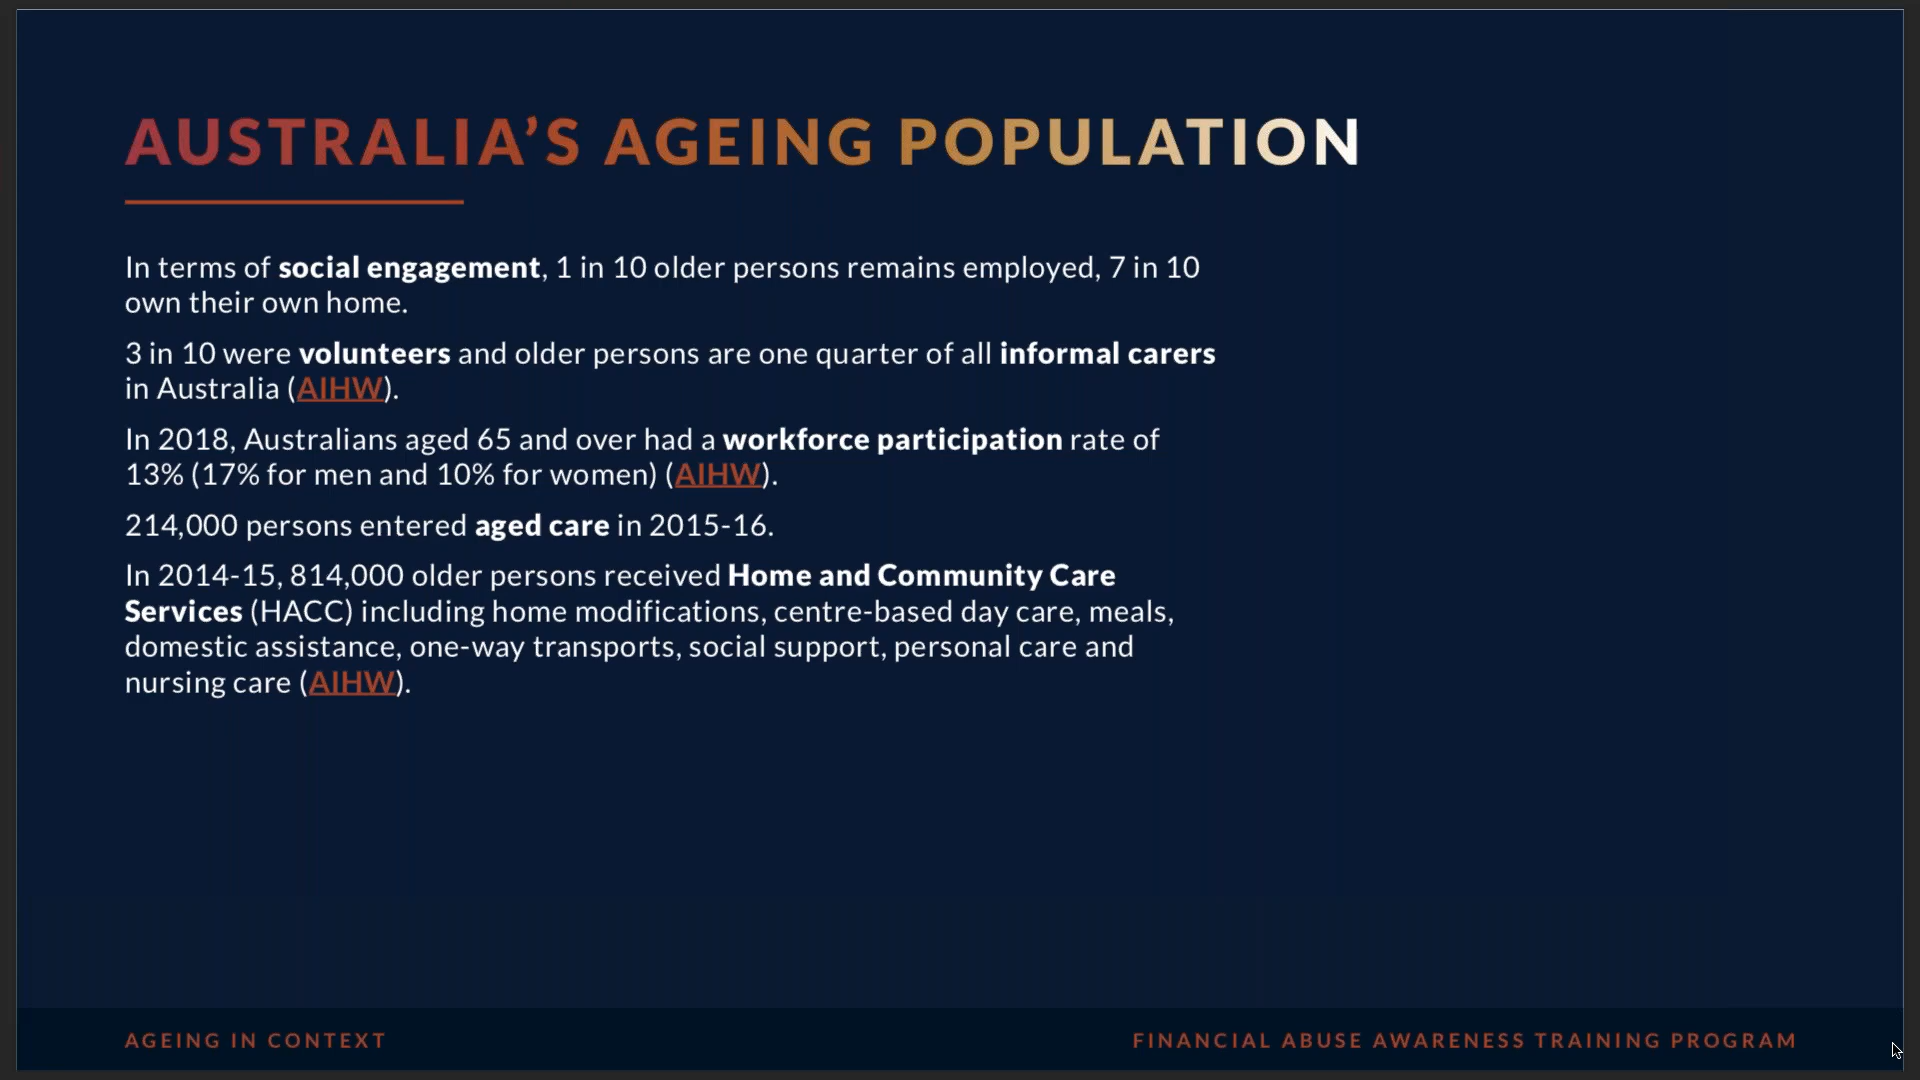 AUSTRALIA’S AGEING POPULATION
In terms of social engagement, 1 in 10 older persons remains employed, 7 in 10
own their own home.
3 in 10 were volunteers and older persons are one quarter of all informal carers
in Australia (AIHW).
In 2018, Australians aged 65 and over had a workforce participation rate of
13% (17% for men and 10% for women) (AIHW).
214,000 persons entered aged care in 2015-16.
In 2014-15, 814,000 older persons received Home and Community Care
Services (HACC) including home modifications, centre-based day care, meals,
domestic assistance, one-way transports, social support, personal care and
nursing care (AIHW).
AGEING IN CONTEXT
FINANCIAL ABUSE AWARENESS TRAINING PROGRAM